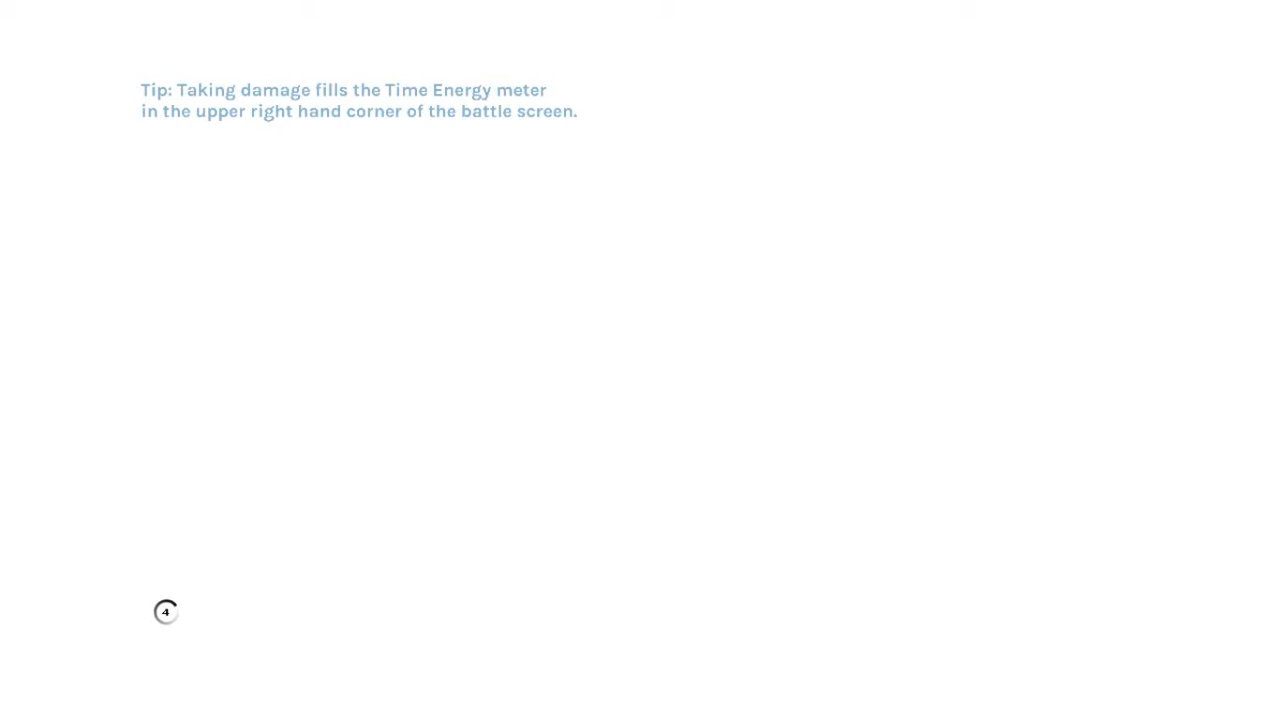 Tip: Taking damage fills the Time Energy meter
in the upper right hand corner of the battle screen.
4